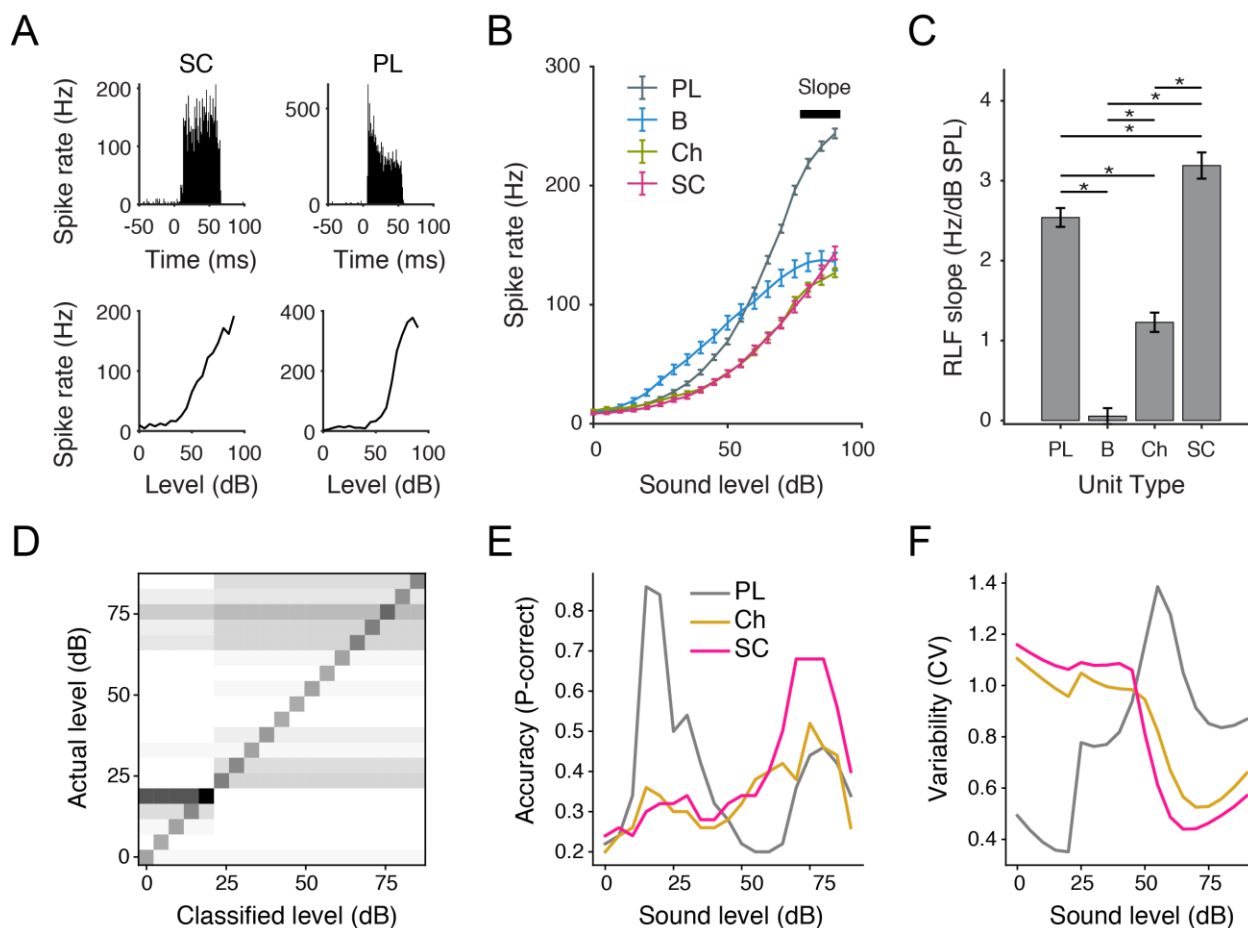 A
SC
PL
Spike rate (Hz)
200
100
0
500
0
-50
0
50
100
-50
0
50
100
Time (ms)
Time (ms)
Spike rate (Hz)
200
100
0
400
200
0
0
50
100
0
50
100
Level (dB)
Level (dB)
B
Spike rate (Hz)
300
200
100
0
PL
B
Ch
SC
Slope
0
50
100
Sound level (dB)
C
RLF slope (Hz/dB SPL)
4
3
2
1
0
*
*
*
*
*
*
PL
B
Ch
SC
Unit Type
D
Actual level (dB)
75
50
25
0
0
25
50
75
Classified level (dB)
E
Accuracy (P-correct)
0.8
0.7
0.6
0.5
0.4
0.3
0.2
PL
Ch
SC
0
25
50
75
Sound level (dB)
F
Variability (CV)
1.4
1.2
1.0
0.8
0.6
0.4
0
25
50
75
Sound level (dB)